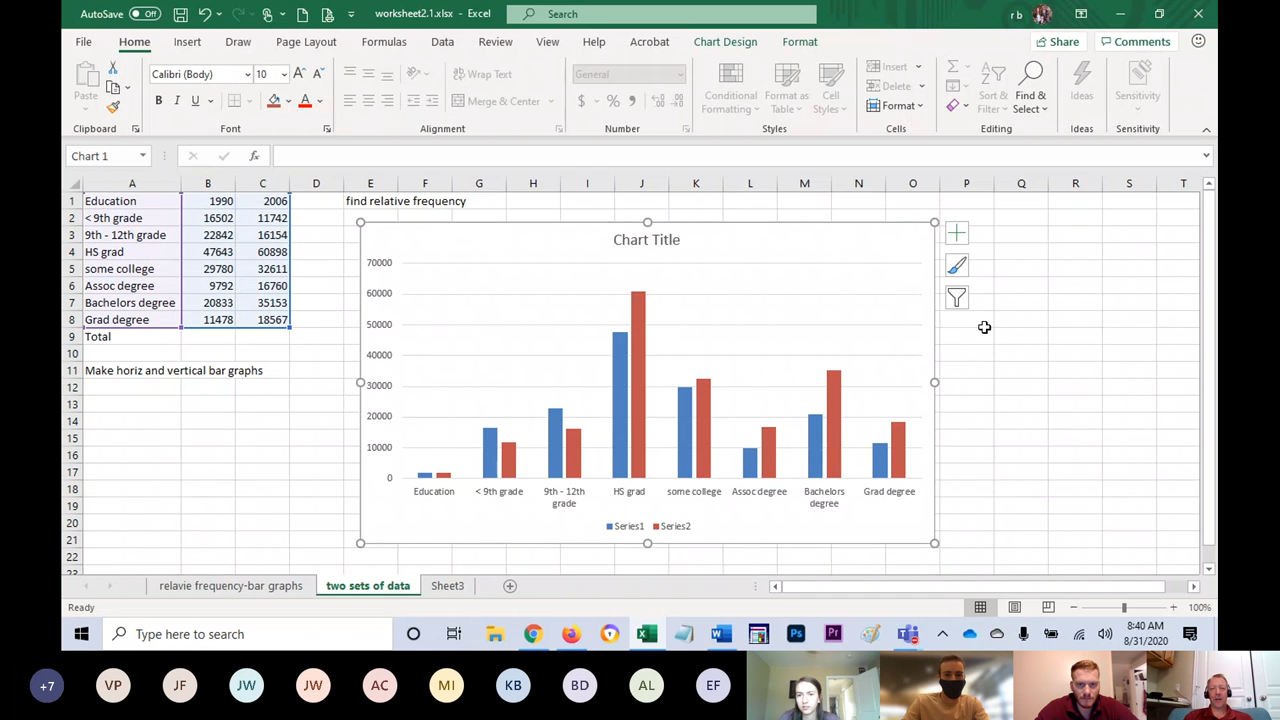 AutoSave Off worksheet2.1.xlsx - Excel Search r b
File Home Insert Draw Page Layout Formulas Data Review View Help Acrobat Chart Design Format Share Comments
Paste Calibri (Body) 10 A A B I U A Wrap Text Merge & Center General $ % Conditional Formatting Format as Table Cell Styles Insert Delete Format Sort & Filter Find & Select Ideas Sensitivity
Clipboard Font Alignment Number Styles Cells Editing Ideas Sensitivity
Chart 1 fx
A B C D E F G H I J K L M N O P Q R S T
1 Education 1990 2006 find relative frequency
2 < 9th grade 16502 11742
3 9th - 12th grade 22842 16154
4 HS grad 47643 60898
5 some college 29780 32611
6 Assoc degree 9792 16760
7 Bachelors degree 20833 35153
8 Grad degree 11478 18567
9 Total
10
11 Make horiz and vertical bar graphs
12
13
14
15
16
17
18
19
20
21
22
23
Chart Title
70000
60000
50000
40000
30000
20000
10000
0
Education < 9th grade 9th - 12th grade HS grad some college Assoc degree Bachelors degree Grad degree
Series1 Series2
relavie frequency-bar graphs two sets of data Sheet3
Ready 100%
Type here to search 8:40 AM
8/31/2020
+7 VP JF JW JW AC MI KB BD AL EF